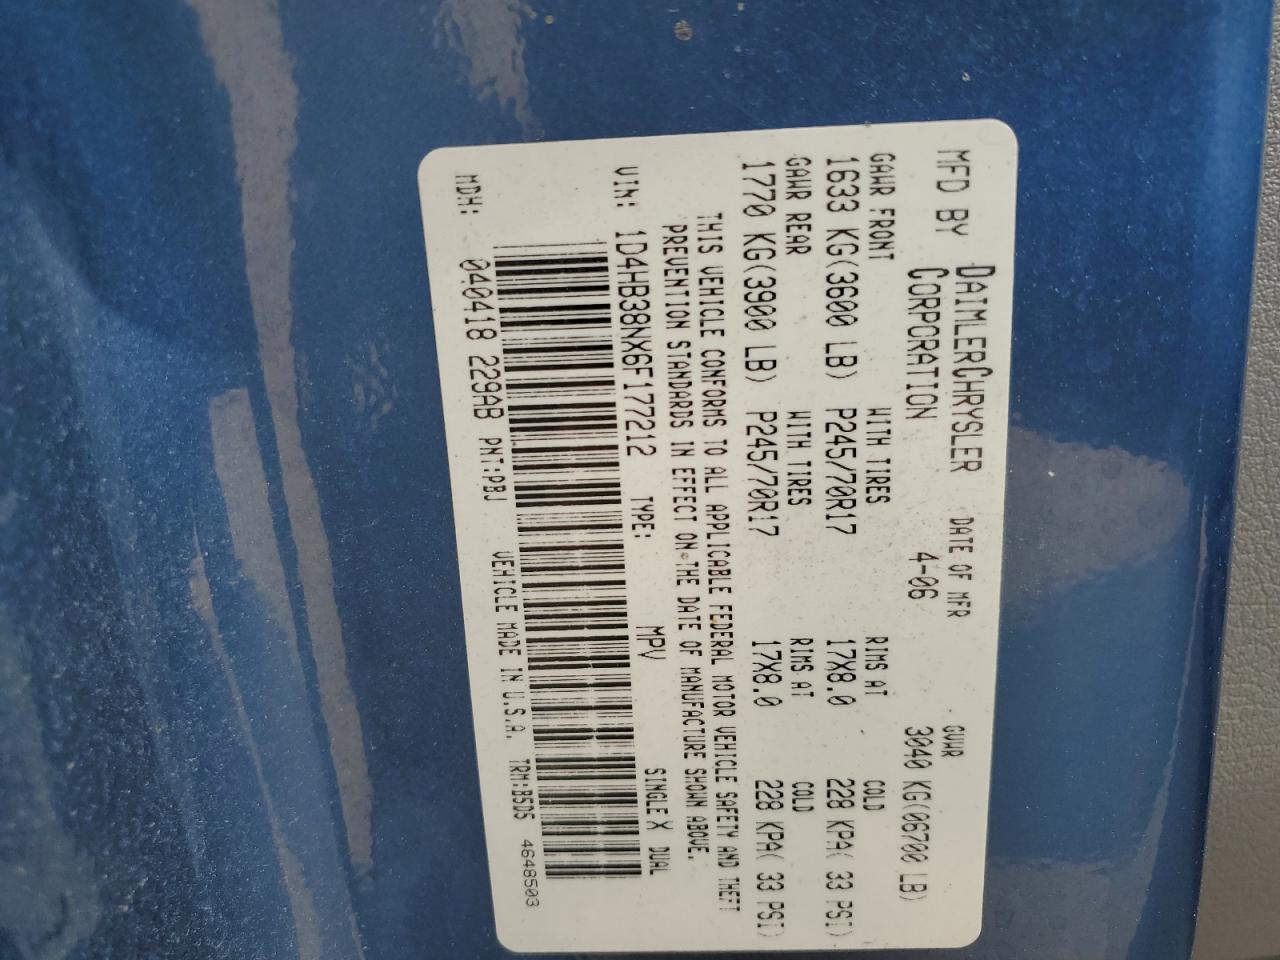 MFD BY DAIMLERCHRYSLER DATE OF MFR GVWR
CORPORATION 4-06 3040 KG(06700 LB)
GAWR FRONT WITH TIRES RIMS AT COLD
1633 KG(3600 LB) P245/70R17 17X8.0 228 KPA( 33 PSI)
GAWR REAR WITH TIRES RIMS AT COLD
1770 KG(3900 LB) P245/70R17 17X8.0 228 KPA( 33 PSI)
THIS VEHICLE CONFORMS TO ALL APPLICABLE FEDERAL MOTOR VEHICLE SAFETY AND THEFT
PREVENTION STANDARDS IN EFFECT ON THE DATE OF MANUFACTURE SHOWN ABOVE.
VIN: 1D4HB38NX6F177212 TYPE: MPV SINGLE X DUAL
MDH: 040418 229AB PNT:PBJ VEHICLE MADE IN U.S.A. TRM:B5D5 4648503